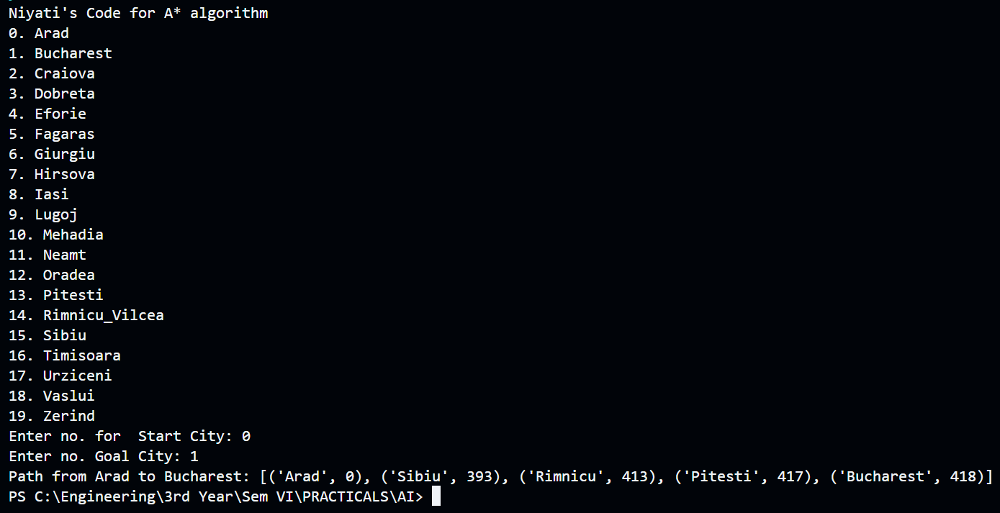 Niyati's Code for A* algorithm
0. Arad
1. Bucharest
2. Craiova
3. Dobreta
4. Eforie
5. Fagaras
6. Giurgiu
7. Hirsova
8. Iasi
9. Lugoj
10. Mehadia
11. Neamt
12. Oradea
13. Pitesti
14. Rimnicu_Vilcea
15. Sibiu
16. Timisoara
17. Urziceni
18. Vaslui
19. Zerind
Enter no. for  Start City: 0
Enter no. Goal City: 1
Path from Arad to Bucharest: [('Arad', 0), ('Sibiu', 393), ('Rimnicu', 413), ('Pitesti', 417), ('Bucharest', 418)]
PS C:\Engineering\3rd Year\Sem VI\PRACTICALS\AI>